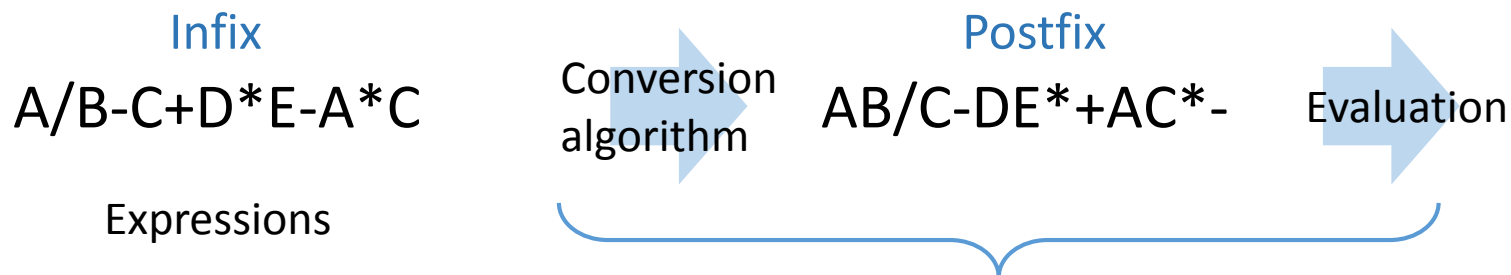 Infix
A/B-C+D*E-A*C
Expressions
Conversion
algorithm
Postfix
AB/C-DE*+AC*-
Evaluation